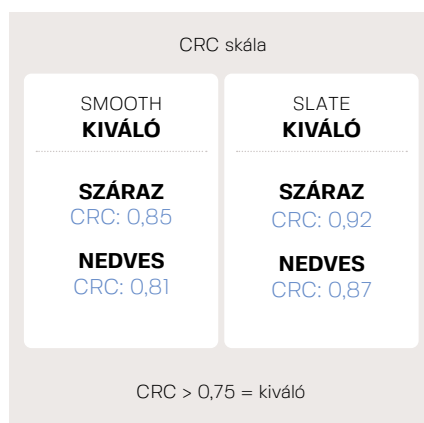 CRC skála
SMOOTH
KIVÁLÓ
SZÁRAZ
CRC: 0,85
NEDVES
CRC: 0,81
SLATE
KIVÁLÓ
SZÁRAZ
CRC: 0,92
NEDVES
CRC: 0,87
CRC > 0,75 = kiváló